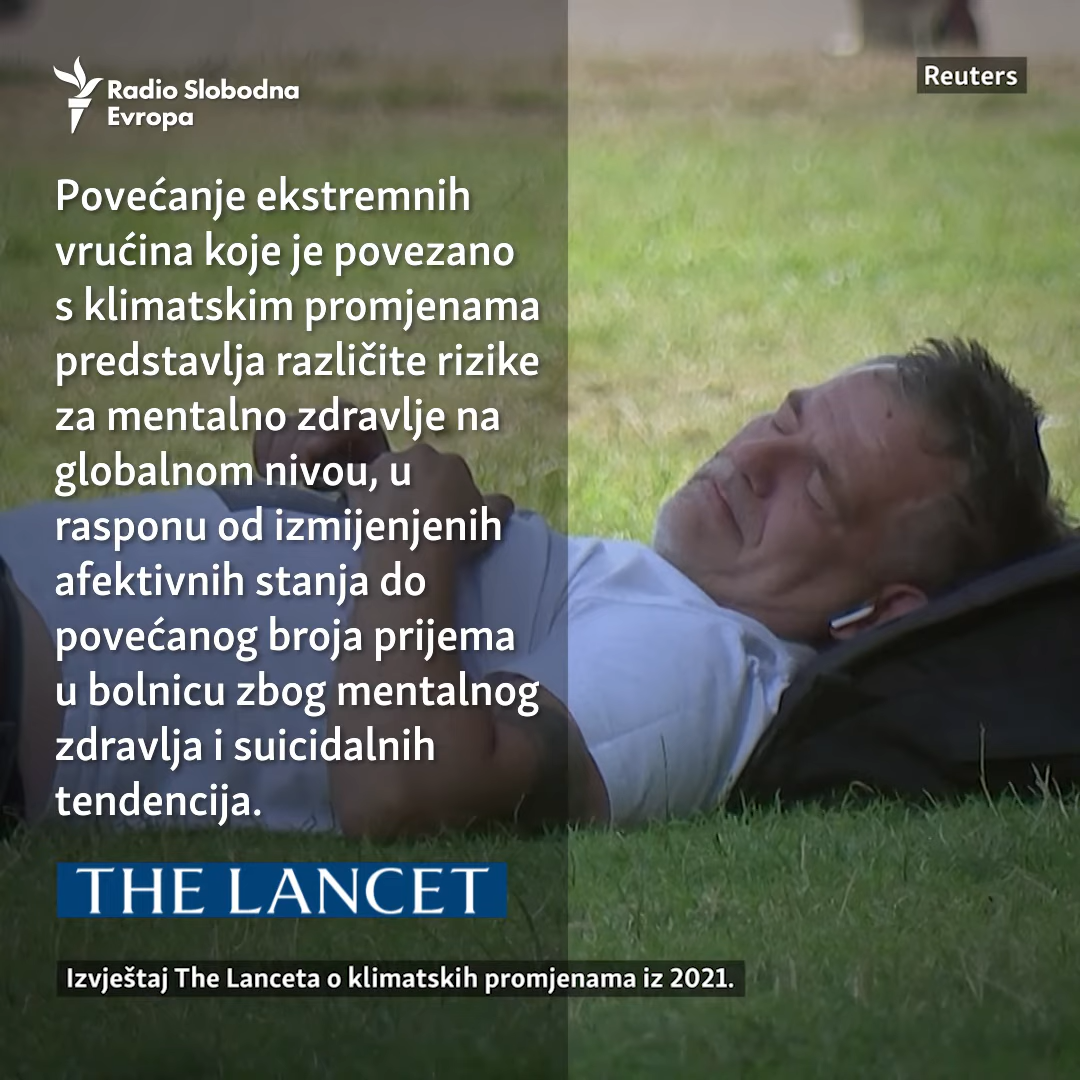 Radio Slobodna
Evropa
Reuters
Povećanje ekstremnih
vrućina koje je povezano
s klimatskim promjenama
predstavlja različite rizike
za mentalno zdravlje na
globalnom nivou, u
rasponu od izmijenjenih
afektivnih stanja do
povećanog broja prijema
u bolnicu zbog mentalnog
zdravlja i suicidalnih
tendencija.
THE LANCET
Izvještaj The Lanceta o klimatskih promjenama iz 2021.